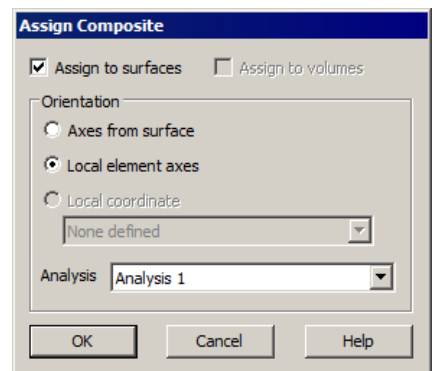 Assign Composite
Assign to surfaces Assign to volumes
Orientation
Axes from surface
Local element axes
Local coordinate
None defined
Analysis Analysis 1
OK Cancel Help